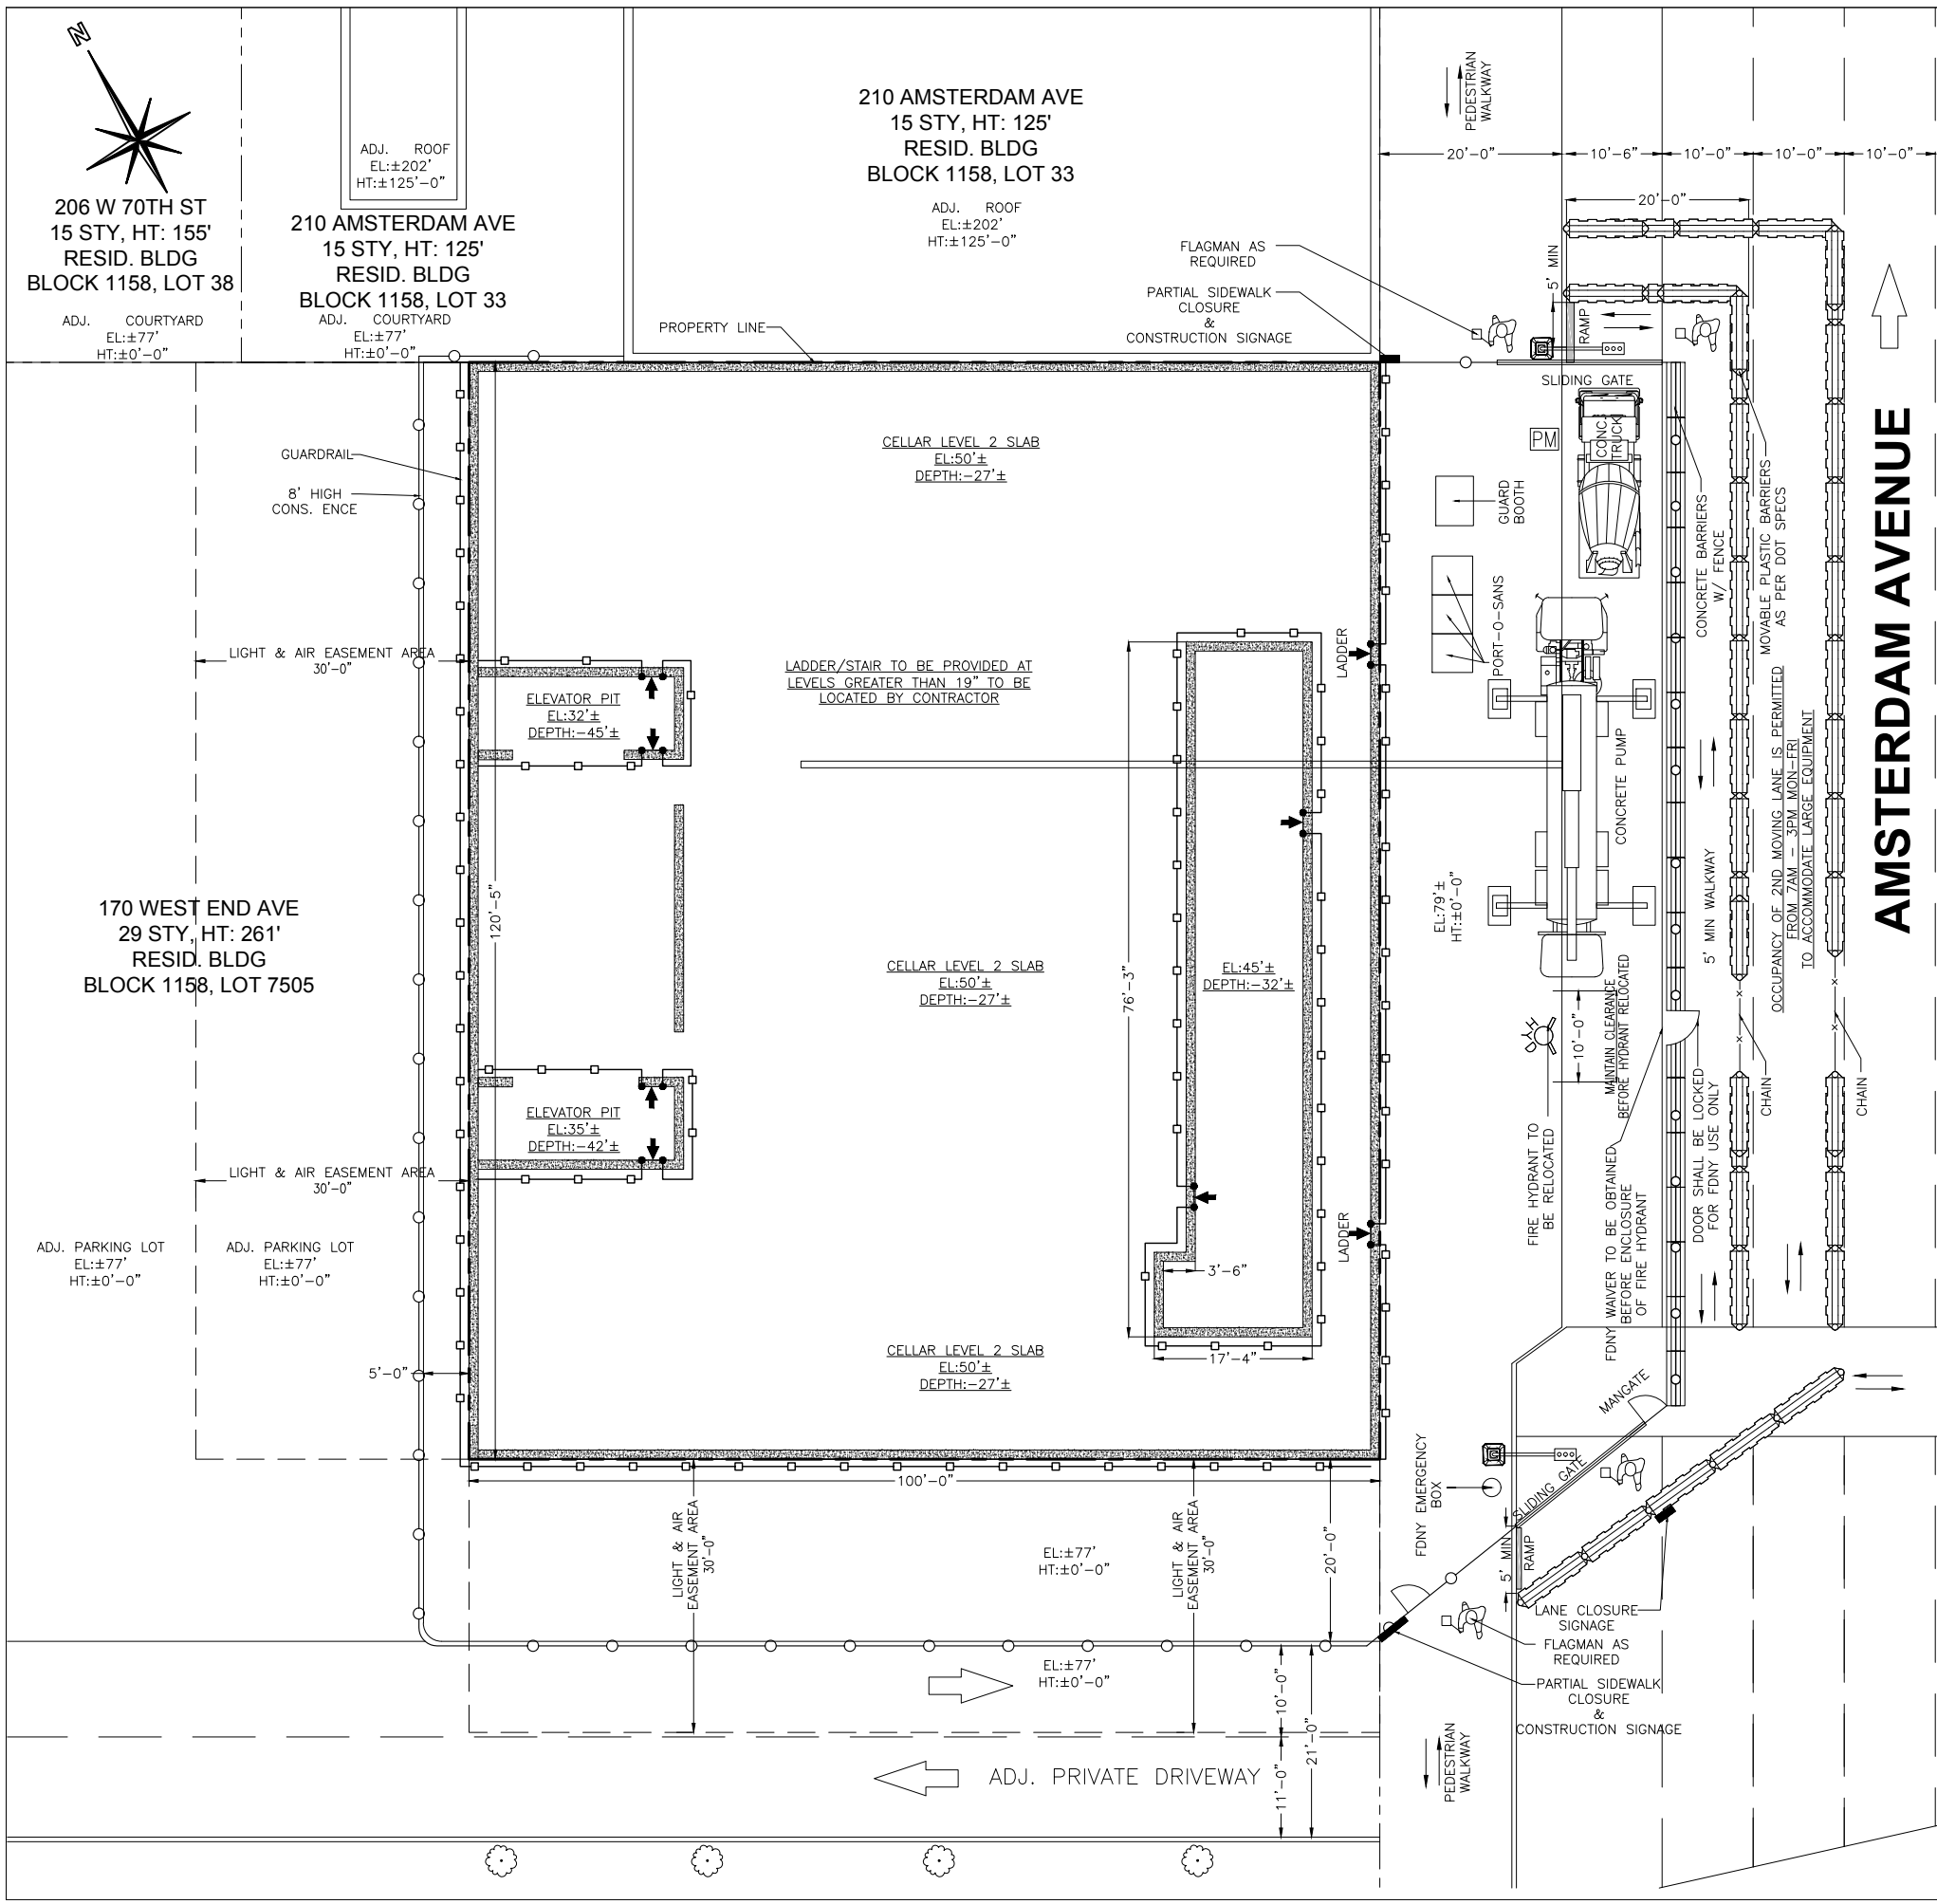 N
206 W 70TH ST
15 STY, HT: 155'
RESID. BLDG
BLOCK 1158, LOT 38
ADJ. COURTYARD
EL:±77'
HT:±0'-0"
ADJ. ROOF
EL:±202'
HT:±125'-0"
210 AMSTERDAM AVE
15 STY, HT: 125'
RESID. BLDG
BLOCK 1158, LOT 33
ADJ. COURTYARD
EL:±77'
HT:±0'-0"
210 AMSTERDAM AVE
15 STY, HT: 125'
RESID. BLDG
BLOCK 1158, LOT 33
ADJ. ROOF
EL:±202'
HT:±125'-0"
PEDESTRIAN
WALKWAY
20'-0"
10'-6"
10'-0"
10'-0"
10'-0"
20'-0"
FLAGMAN AS
REQUIRED
PARTIAL SIDEWALK
CLOSURE
&
CONSTRUCTION SIGNAGE
PROPERTY LINE
5' MIN
RAMP
SLIDING GATE
CONC.
TRUCK
PM
GUARD
BOOTH
PORT-O-SANS
CONCRETE BARRIERS
W/ FENCE
MOVABLE PLASTIC BARRIERS
AS PER DOT SPECS
AMSTERDAM AVENUE
GUARDRAIL
8' HIGH
CONS. ENCE
CELLAR LEVEL 2 SLAB
EL:50'±
DEPTH:-27'±
LIGHT & AIR EASEMENT AREA
30'-0"
ELEVATOR PIT
EL:32'±
DEPTH:-45'±
LADDER/STAIR TO BE PROVIDED AT
LEVELS GREATER THAN 19" TO BE
LOCATED BY CONTRACTOR
LADDER
CONCRETE PUMP
OCCUPANCY OF 2ND MOVING LANE IS PERMITTED
FROM 7AM - 3PM MON-FRI
TO ACCOMMODATE LARGE EQUIPMENT
5' MIN WALKWAY
120'-5"
170 WEST END AVE
29 STY, HT: 261'
RESID. BLDG
BLOCK 1158, LOT 7505
CELLAR LEVEL 2 SLAB
EL:50'±
DEPTH:-27'±
76'-3"
EL:45'±
DEPTH:-32'±
EL:79'±
HT:±0'-0"
HYD
10'-0"
MAINTAIN CLEARANCE
BEFORE HYDRANT RELOCATED
CHAIN
CHAIN
ELEVATOR PIT
EL:35'±
DEPTH:-42'±
LIGHT & AIR EASEMENT AREA
30'-0"
FIRE HYDRANT TO
BE RELOCATED
FDNY WAIVER TO BE OBTAINED
BEFORE ENCLOSURE
OF FIRE HYDRANT
DOOR SHALL BE LOCKED
FOR FDNY USE ONLY
ADJ. PARKING LOT
EL:±77'
HT:±0'-0"
ADJ. PARKING LOT
EL:±77'
HT:±0'-0"
LADDER
3'-6"
17'-4"
CELLAR LEVEL 2 SLAB
EL:50'±
DEPTH:-27'±
5'-0"
100'-0"
MANGATE
SLIDING GATE
FDNY EMERGENCY
BOX
LIGHT & AIR
EASEMENT AREA
30'-0"
EL:±77'
HT:±0'-0"
LIGHT & AIR
EASEMENT AREA
30'-0"
20'-0"
5' MIN
RAMP
LANE CLOSURE
SIGNAGE
FLAGMAN AS
REQUIRED
PARTIAL SIDEWALK
CLOSURE
&
CONSTRUCTION SIGNAGE
EL:±77'
HT:±0'-0"
10'-0"
21'-0"
11'-0"
ADJ. PRIVATE DRIVEWAY
PEDESTRIAN
WALKWAY